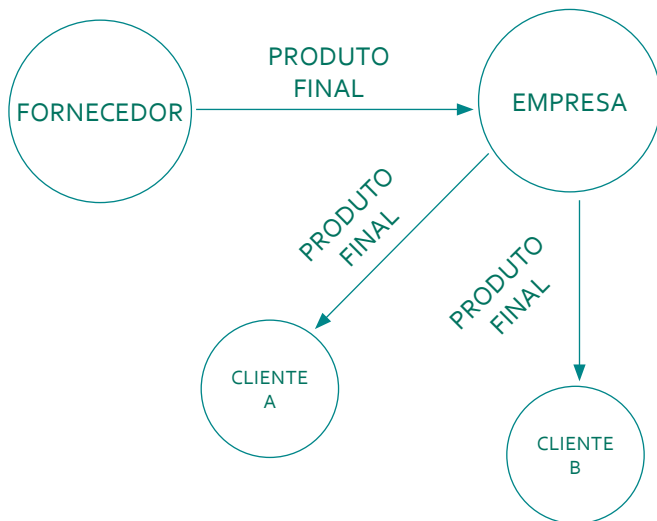 PRODUTO
FINAL
FORNECEDOR
EMPRESA
PRODUTO
FINAL
PRODUTO
FINAL
CLIENTE
A
CLIENTE
B